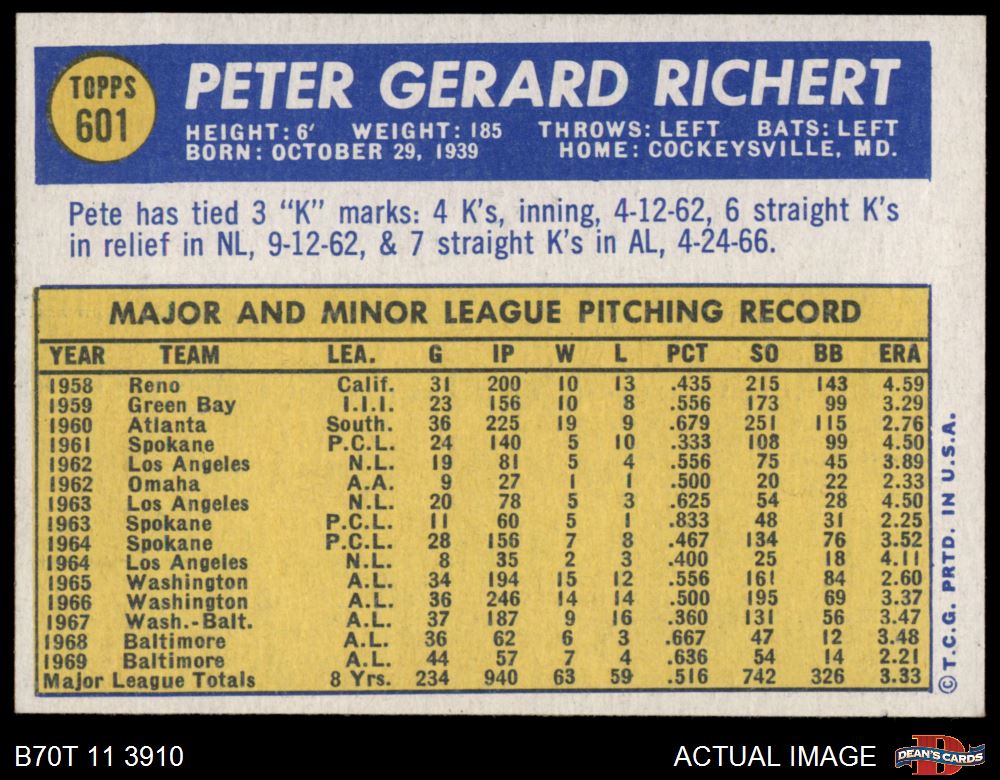 TOPPS
601
PETER GERARD RICHERT
HEIGHT: 6' WEIGHT: 185 THROWS: LEFT BATS: LEFT
BORN: OCTOBER 29, 1939 HOME: COCKEYSVILLE, MD.
Pete has tied 3 "K" marks: 4 K's, inning, 4-12-62, 6 straight K's
in relief in NL, 9-12-62, & 7 straight K's in AL, 4-24-66.
MAJOR AND MINOR LEAGUE PITCHING RECORD
YEAR TEAM LEA. G IP W L PCT SO BB ERA
1958 Reno Calif. 31 200 10 13 .435 215 143 4.59
1959 Green Bay I.I.I. 23 156 10 8 .556 173 99 3.29
1960 Atlanta South. 36 225 19 9 .679 251 115 2.76
1961 Spokane P.C.L. 24 140 5 10 .333 108 99 4.50
1962 Los Angeles N.L. 19 81 5 4 .556 75 45 3.89
1962 Omaha A.A. 9 27 1 1 .500 20 22 2.33
1963 Los Angeles N.L. 20 78 5 3 .625 54 28 4.50
1963 Spokane P.C.L. 11 60 5 1 .833 48 31 2.25
1964 Spokane P.C.L. 28 156 7 8 .467 134 76 3.52
1964 Los Angeles N.L. 8 35 2 3 .400 25 18 4.11
1965 Washington A.L. 34 194 15 12 .556 161 84 2.60
1966 Washington A.L. 36 246 14 14 .500 195 69 3.37
1967 Wash.-Balt. A.L. 37 187 9 16 .360 131 56 3.47
1968 Baltimore A.L. 36 62 6 3 .667 47 12 3.48
1969 Baltimore A.L. 44 57 7 4 .636 54 14 2.21
Major League Totals 8 Yrs. 234 940 63 59 .516 742 326 3.33
© T.C.G. PRTD. IN U.S.A.
B70T 11 3910 ACTUAL IMAGE
DEAN'S CARDS